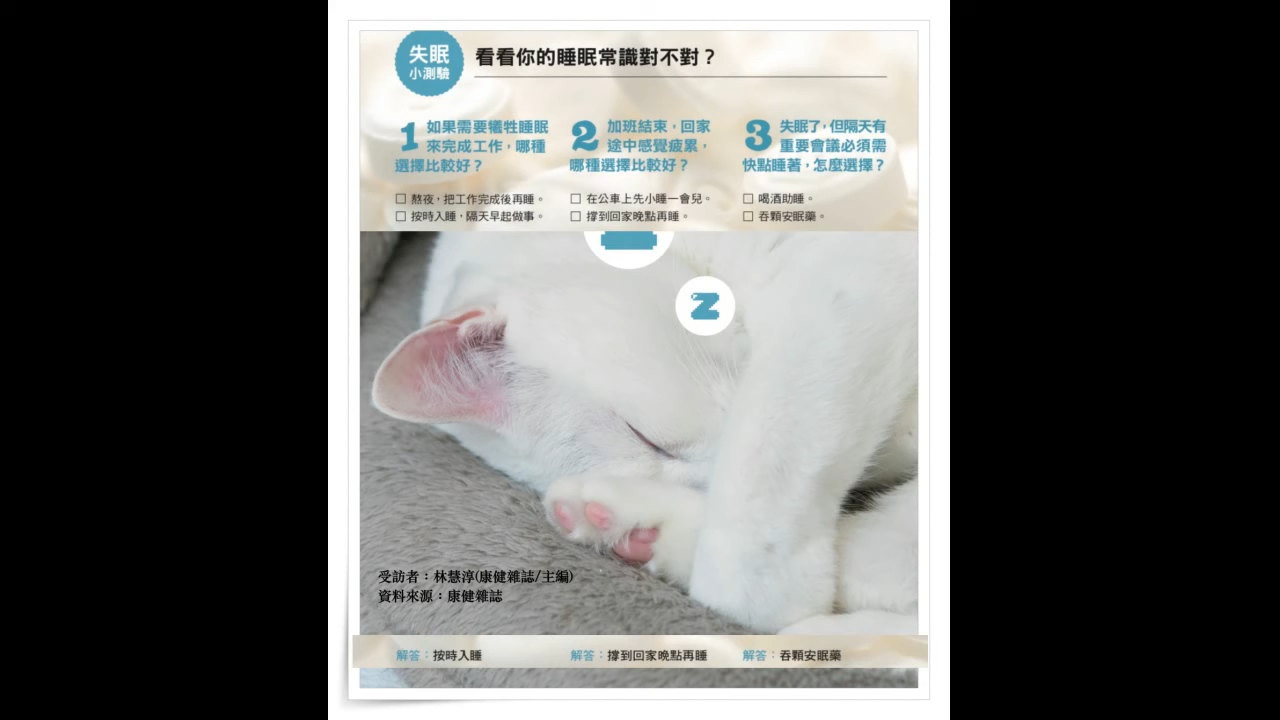 失眠
小測驗
看看你的睡眠常識對不對？
1 如果需要犧牲睡眠
來完成工作，哪種
選擇比較好？
□ 熬夜，把工作完成後再睡。
□ 按時入睡，隔天早起做事。
2 加班結束，回家
途中感覺疲累，
哪種選擇比較好？
□ 在公車上先小睡一會兒。
□ 撐到回家晚點再睡。
3 失眠了，但隔天有
重要會議必須需
快點睡著，怎麼選擇？
□ 喝酒助睡。
□ 吞顆安眠藥。
z
受訪者：林慧淳(康健雜誌/主編)
資料來源：康健雜誌
解答：按時入睡
解答：撐到回家晚點再睡
解答：吞顆安眠藥